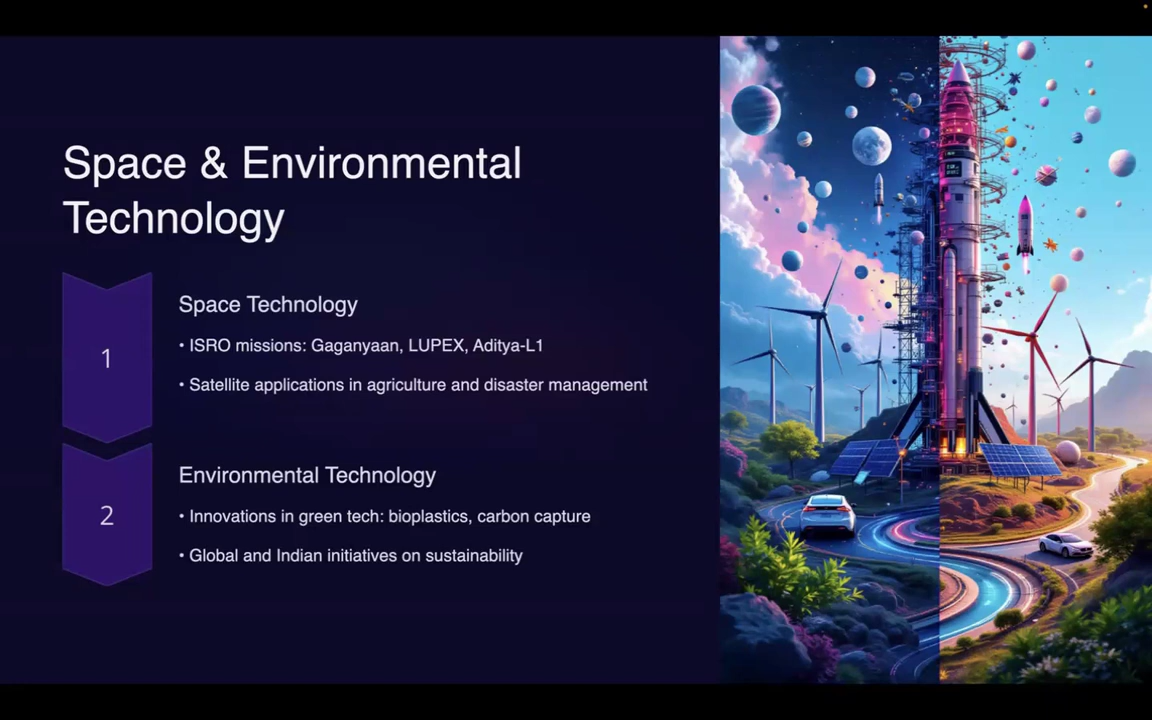 Space & Environmental
Technology
1
Space Technology
• ISRO missions: Gaganyaan, LUPEX, Aditya-L1
• Satellite applications in agriculture and disaster management
2
Environmental Technology
• Innovations in green tech: bioplastics, carbon capture
• Global and Indian initiatives on sustainability